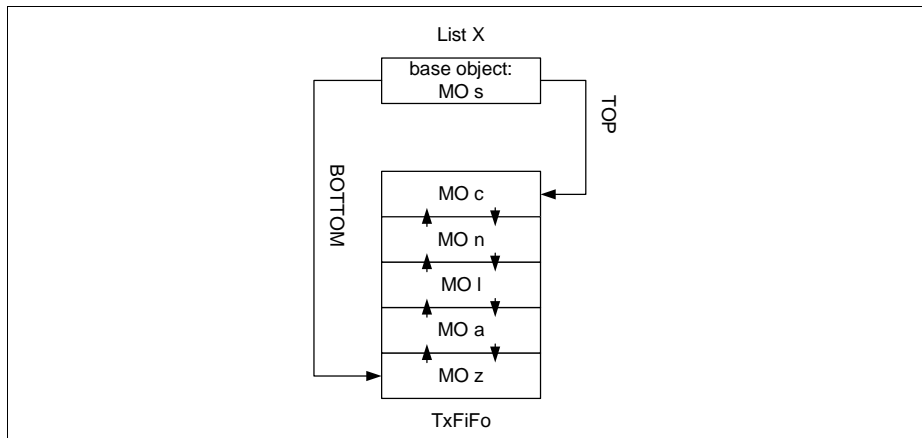 List X
base object:
MO s
TOP
BOTTOM
MO c
MO n
MO l
MO a
MO z
TxFiFo